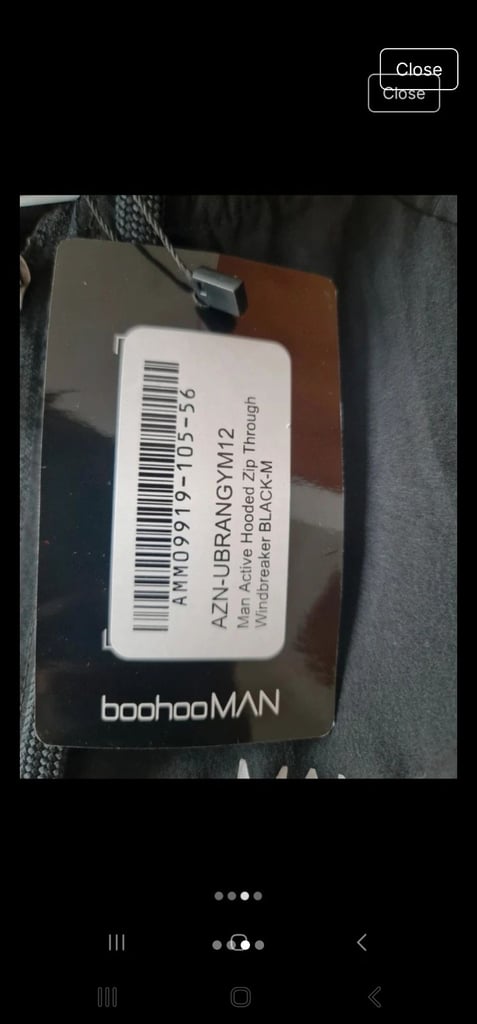 Close
Close
AMM09919-105-56
AZN-UBRANGYM12
Man Active Hooded Zip Through
Windbreaker BLACK-M
boohooMAN